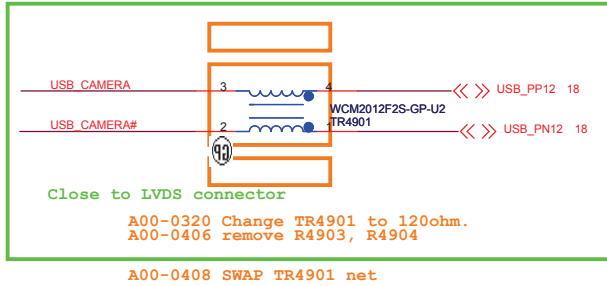 USB_CAMERA 3 4 USB_PP12 18
WCM2012F2S-GP-U2
TR4901
USB_CAMERA# 2 1 USB_PN12 18
Close to LVDS connector
A00-0320 Change TR4901 to 120ohm.
A00-0406 remove R4903, R4904
A00-0408 SWAP TR4901 net